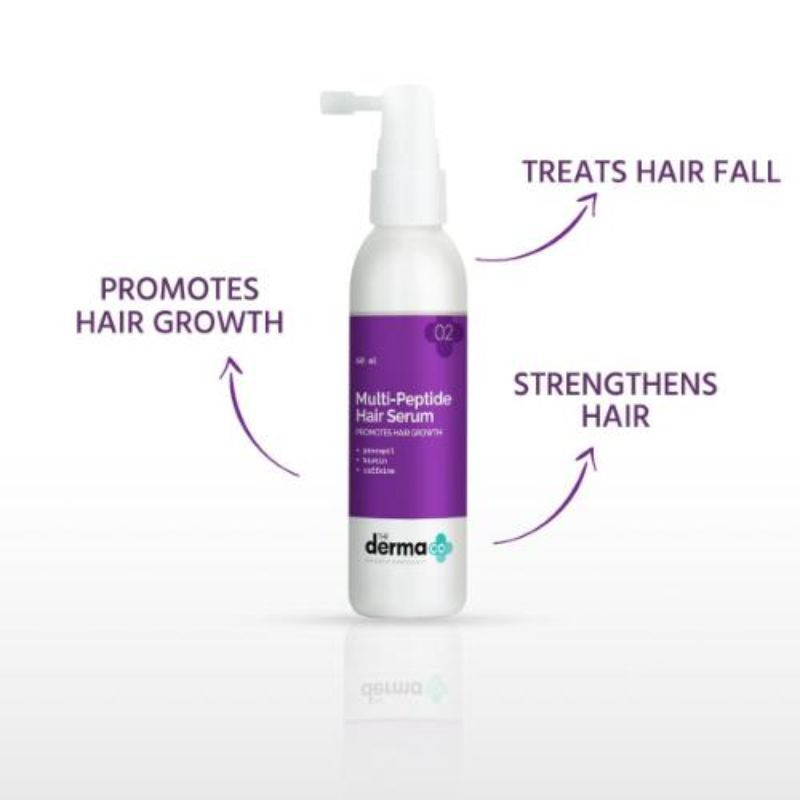 TREATS HAIR FALL
PROMOTES
HAIR GROWTH
STRENGTHENS
HAIR
02
Multi-Peptide
Hair Serum
PROMOTES HAIR GROWTH
biotin
caffeine
THE
derma co